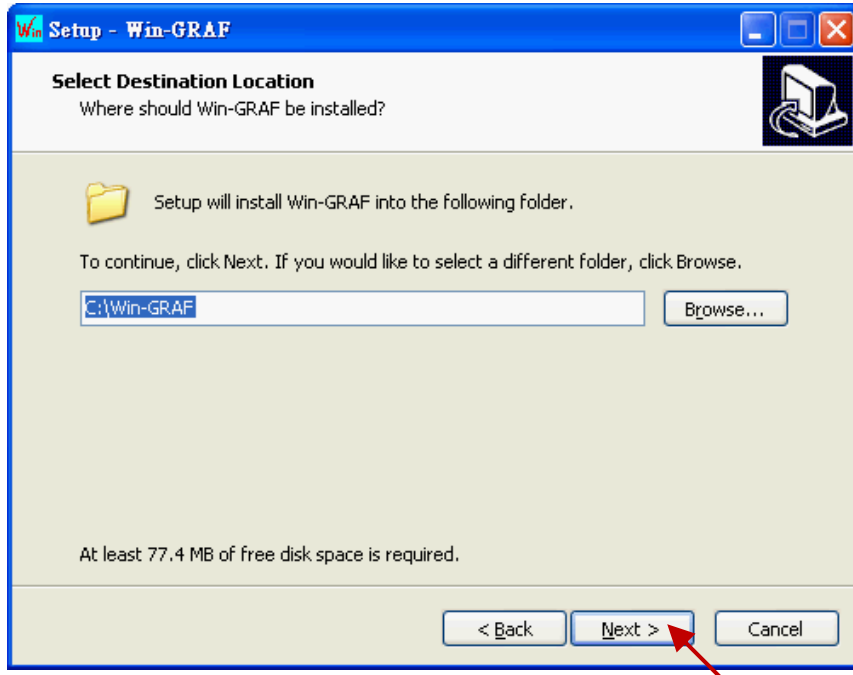 Win Setup - Win-GRAF
Select Destination Location
Where should Win-GRAF be installed?
Setup will install Win-GRAF into the following folder.
To continue, click Next. If you would like to select a different folder, click Browse.
C:\Win-GRAF Browse...
At least 77.4 MB of free disk space is required.
< Back Next > Cancel